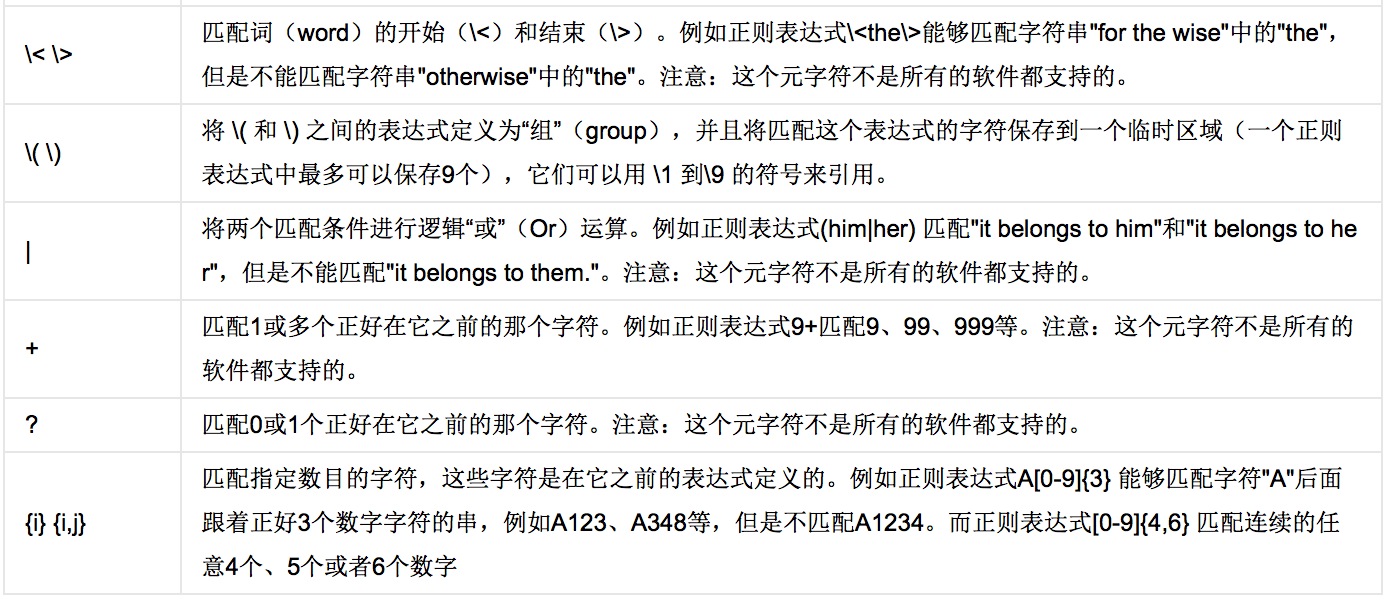 \< \>
匹配词（word）的开始（\<）和结束（\>）。例如正则表达式\<the\>能够匹配字符串"for the wise"中的"the"，
但是不能匹配字符串"otherwise"中的"the"。注意：这个元字符不是所有的软件都支持的。
\( \)
将 \( 和 \) 之间的表达式定义为“组”（group），并且将匹配这个表达式的字符保存到一个临时区域（一个正则
表达式中最多可以保存9个），它们可以用 \1 到\9 的符号来引用。
|
将两个匹配条件进行逻辑“或”（Or）运算。例如正则表达式(him|her) 匹配"it belongs to him"和"it belongs to he
r"，但是不能匹配"it belongs to them."。注意：这个元字符不是所有的软件都支持的。
+
匹配1或多个正好在它之前的那个字符。例如正则表达式9+匹配9、99、999等。注意：这个元字符不是所有的
软件都支持的。
?
匹配0或1个正好在它之前的那个字符。注意：这个元字符不是所有的软件都支持的。
{i} {i,j}
匹配指定数目的字符，这些字符是在它之前的表达式定义的。例如正则表达式A[0-9]{3} 能够匹配字符"A"后面
跟着正好3个数字字符的串，例如A123、A348等，但是不匹配A1234。而正则表达式[0-9]{4,6} 匹配连续的任
意4个、5个或者6个数字